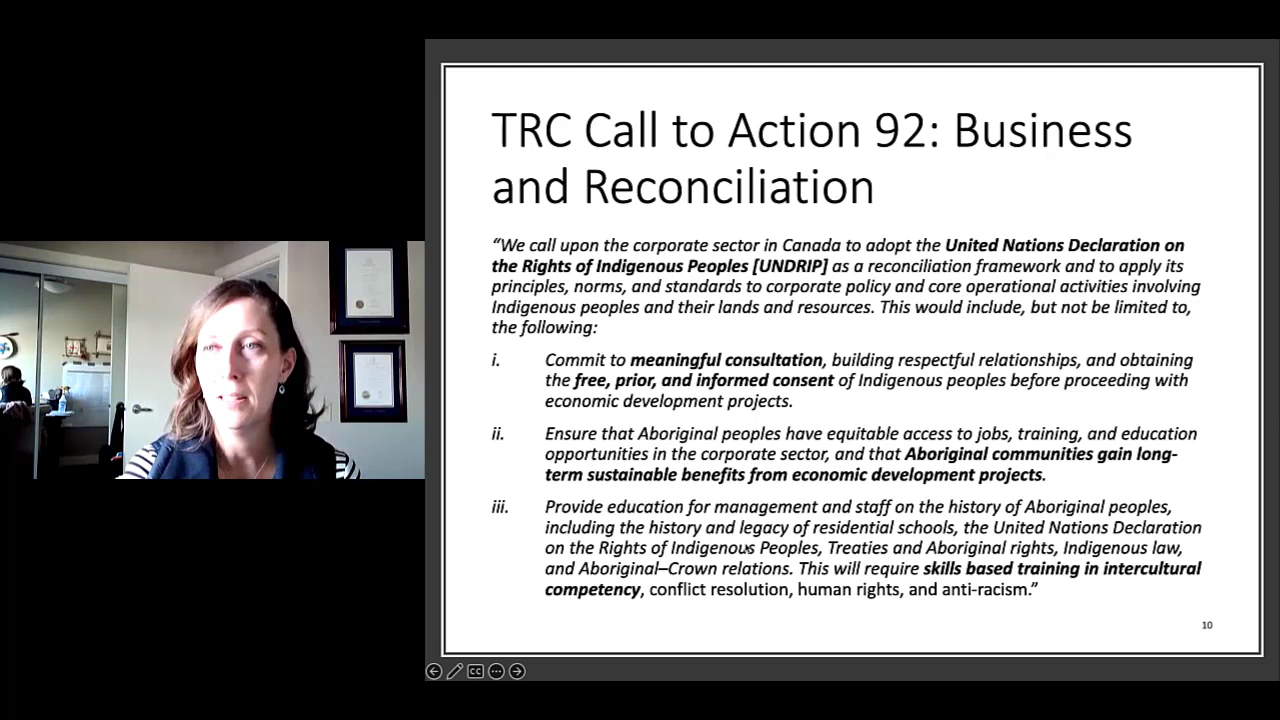 TRC Call to Action 92: Business
and Reconciliation
“We call upon the corporate sector in Canada to adopt the United Nations Declaration on
the Rights of Indigenous Peoples [UNDRIP] as a reconciliation framework and to apply its
principles, norms, and standards to corporate policy and core operational activities involving
Indigenous peoples and their lands and resources. This would include, but not be limited to,
the following:
i. Commit to meaningful consultation, building respectful relationships, and obtaining
the free, prior, and informed consent of Indigenous peoples before proceeding with
economic development projects.
ii. Ensure that Aboriginal peoples have equitable access to jobs, training, and education
opportunities in the corporate sector, and that Aboriginal communities gain long-
term sustainable benefits from economic development projects.
iii. Provide education for management and staff on the history of Aboriginal peoples,
including the history and legacy of residential schools, the United Nations Declaration
on the Rights of Indigenous Peoples, Treaties and Aboriginal rights, Indigenous law,
and Aboriginal–Crown relations. This will require skills based training in intercultural
competency, conflict resolution, human rights, and anti-racism.”
10
CC